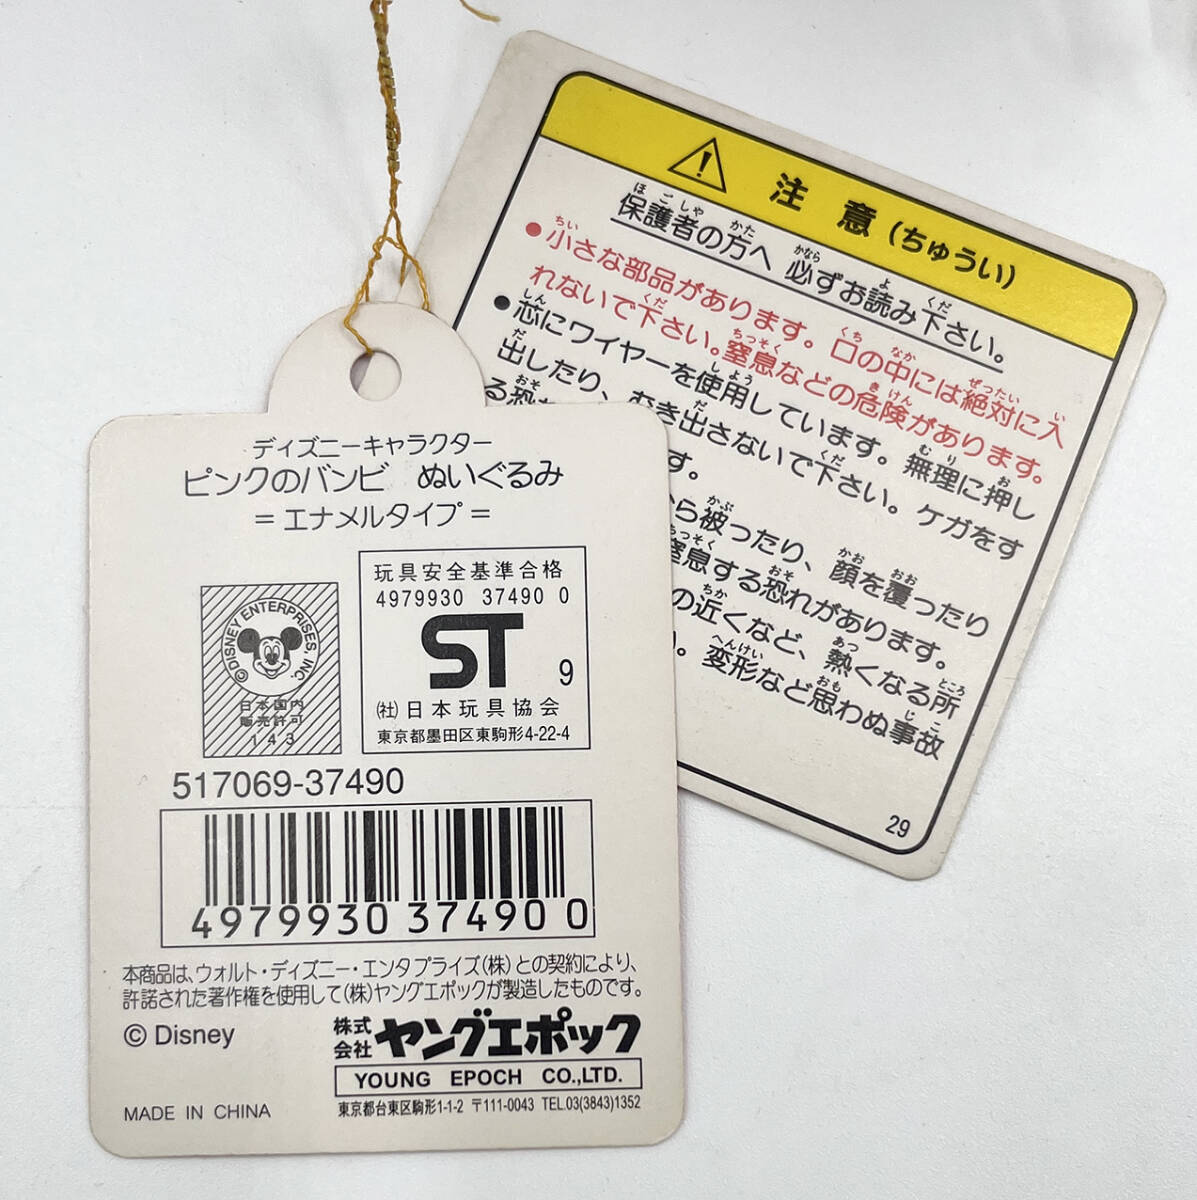 ディズニーキャラクター
ピンクのバンビ ぬいぐるみ
=エナメルタイプ=
© DISNEY ENTERPRISES INC.
日本国内
販売許可
143
玩具安全基準合格
4979930 37490 0
ST 9
(社)日本玩具協会
東京都墨田区東駒形4-22-4
517069-37490
4979930 37490 0
本商品は、ウォルト・ディズニー・エンタプライズ(株)との契約により、
許諾された著作権を使用して(株)ヤングエポックが製造したものです。
© Disney
株式会社 ヤングエポック
YOUNG EPOCH CO.,LTD.
MADE IN CHINA
東京都台東区駒形1-1-2 〒111-0043 TEL.03(3843)1352
注意(ちゅうい)
保護者の方へ 必ずお読み下さい。
●小さな部品があります。口の中には絶対に入
れないで下さい。窒息などの危険があります。
●芯にワイヤーを使用しています。無理に押し
出したり、むき出さないで下さい。ケガをす
る恐
す。
ら被ったり、顔を覆ったり
窒息する恐れがあります。
の近くなど、熱くなる所
変形など思わぬ事故
29